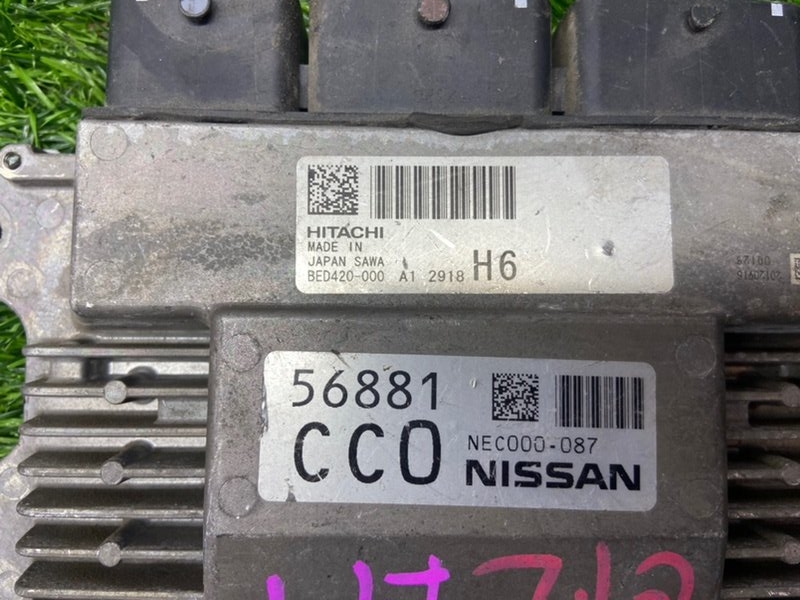 HITACHI
MADE IN
JAPAN SAWA
BED420-000 A1 2918 H6
56881
CC0
NEC000-087
NISSAN